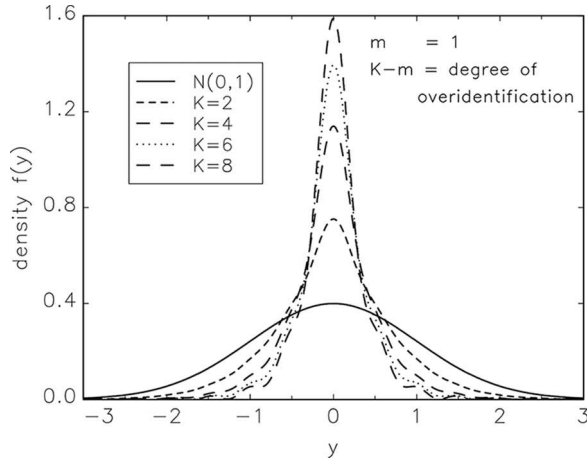 1.6
1.2
0.8
0.4
0.0
density f(y)
N(0,1)
K=2
K=4
K=6
K=8
m = 1
K−m = degree of
overidentification
−3 −2 −1 0 1 2 3
y